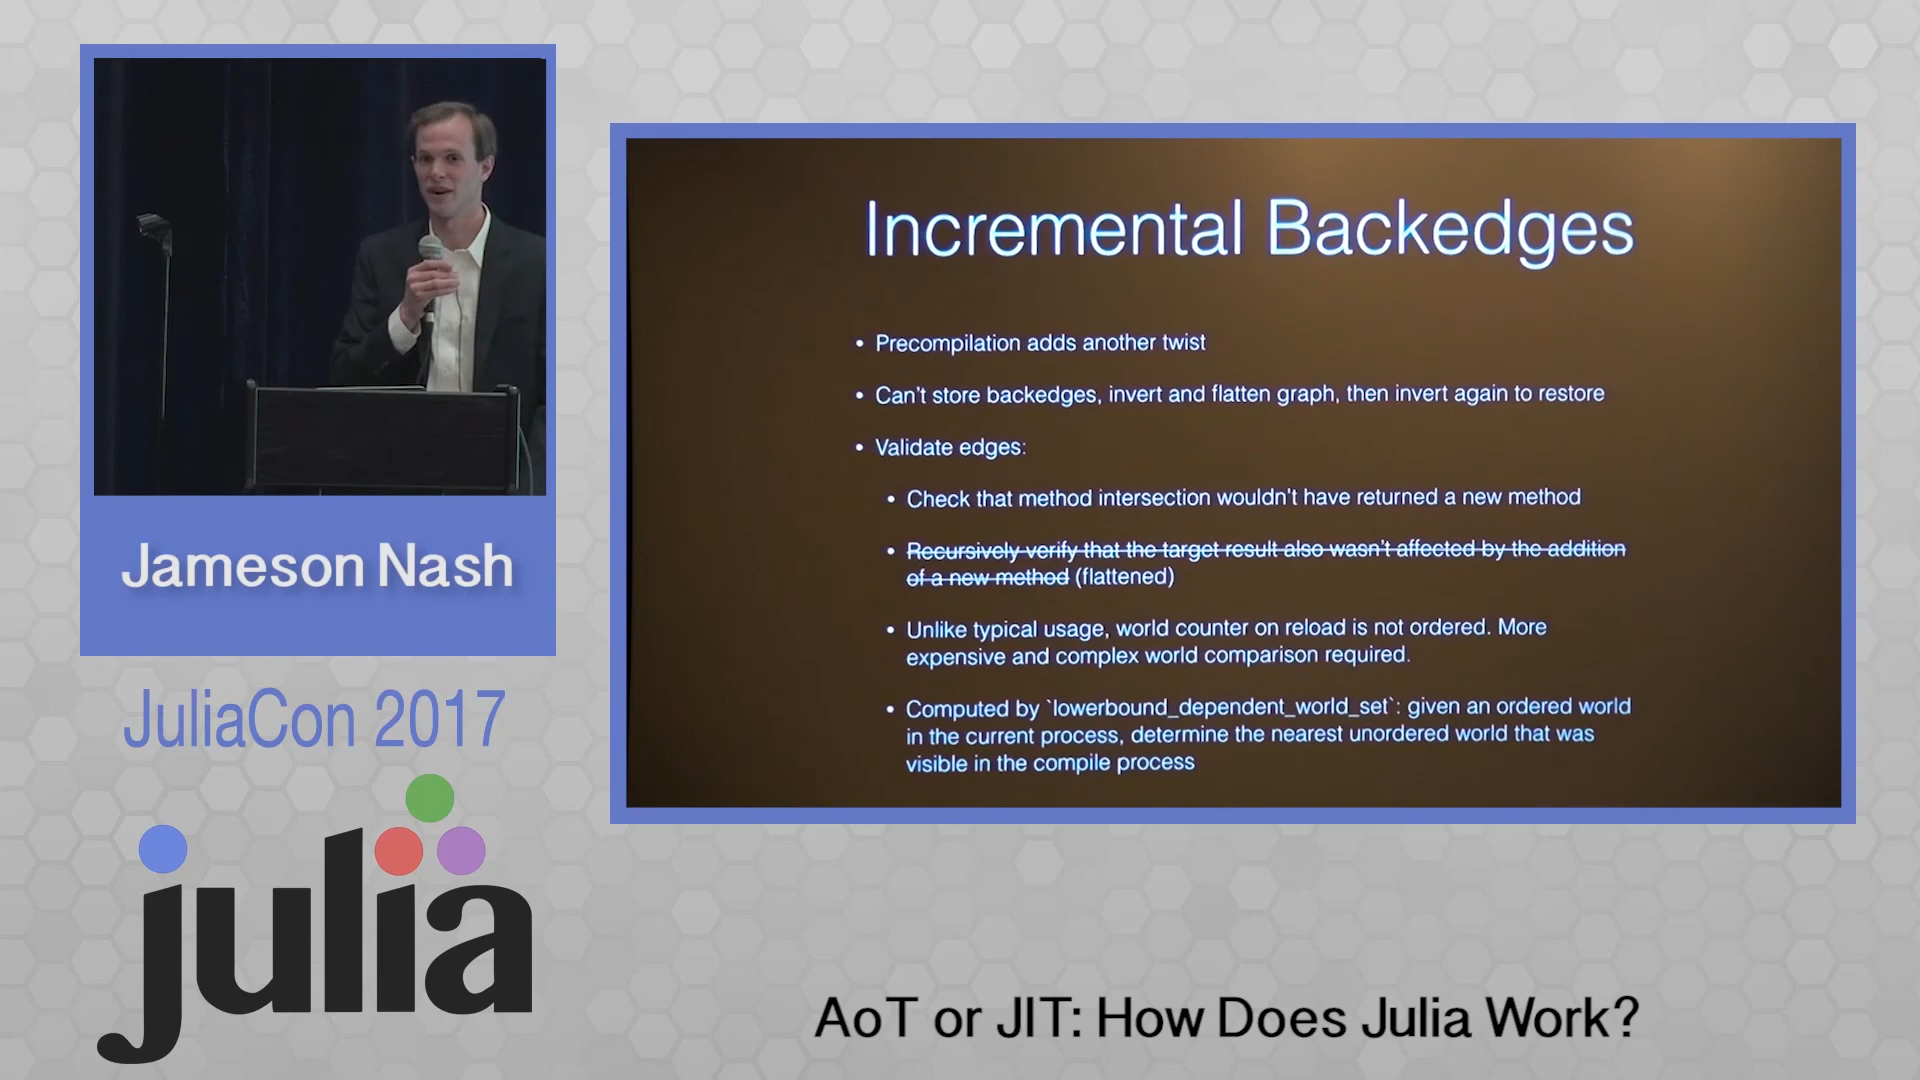 Jameson Nash
JuliaCon 2017
julia
Incremental Backedges
• Precompilation adds another twist
• Can't store backedges, invert and flatten graph, then invert again to restore
• Validate edges:
• Check that method intersection wouldn't have returned a new method
• Recursively verify that the target result also wasn't affected by the addition
of a new method (flattened)
• Unlike typical usage, world counter on reload is not ordered. More
expensive and complex world comparison required.
• Computed by `lowerbound_dependent_world_set`: given an ordered world
in the current process, determine the nearest unordered world that was
visible in the compile process
AoT or JIT: How Does Julia Work?